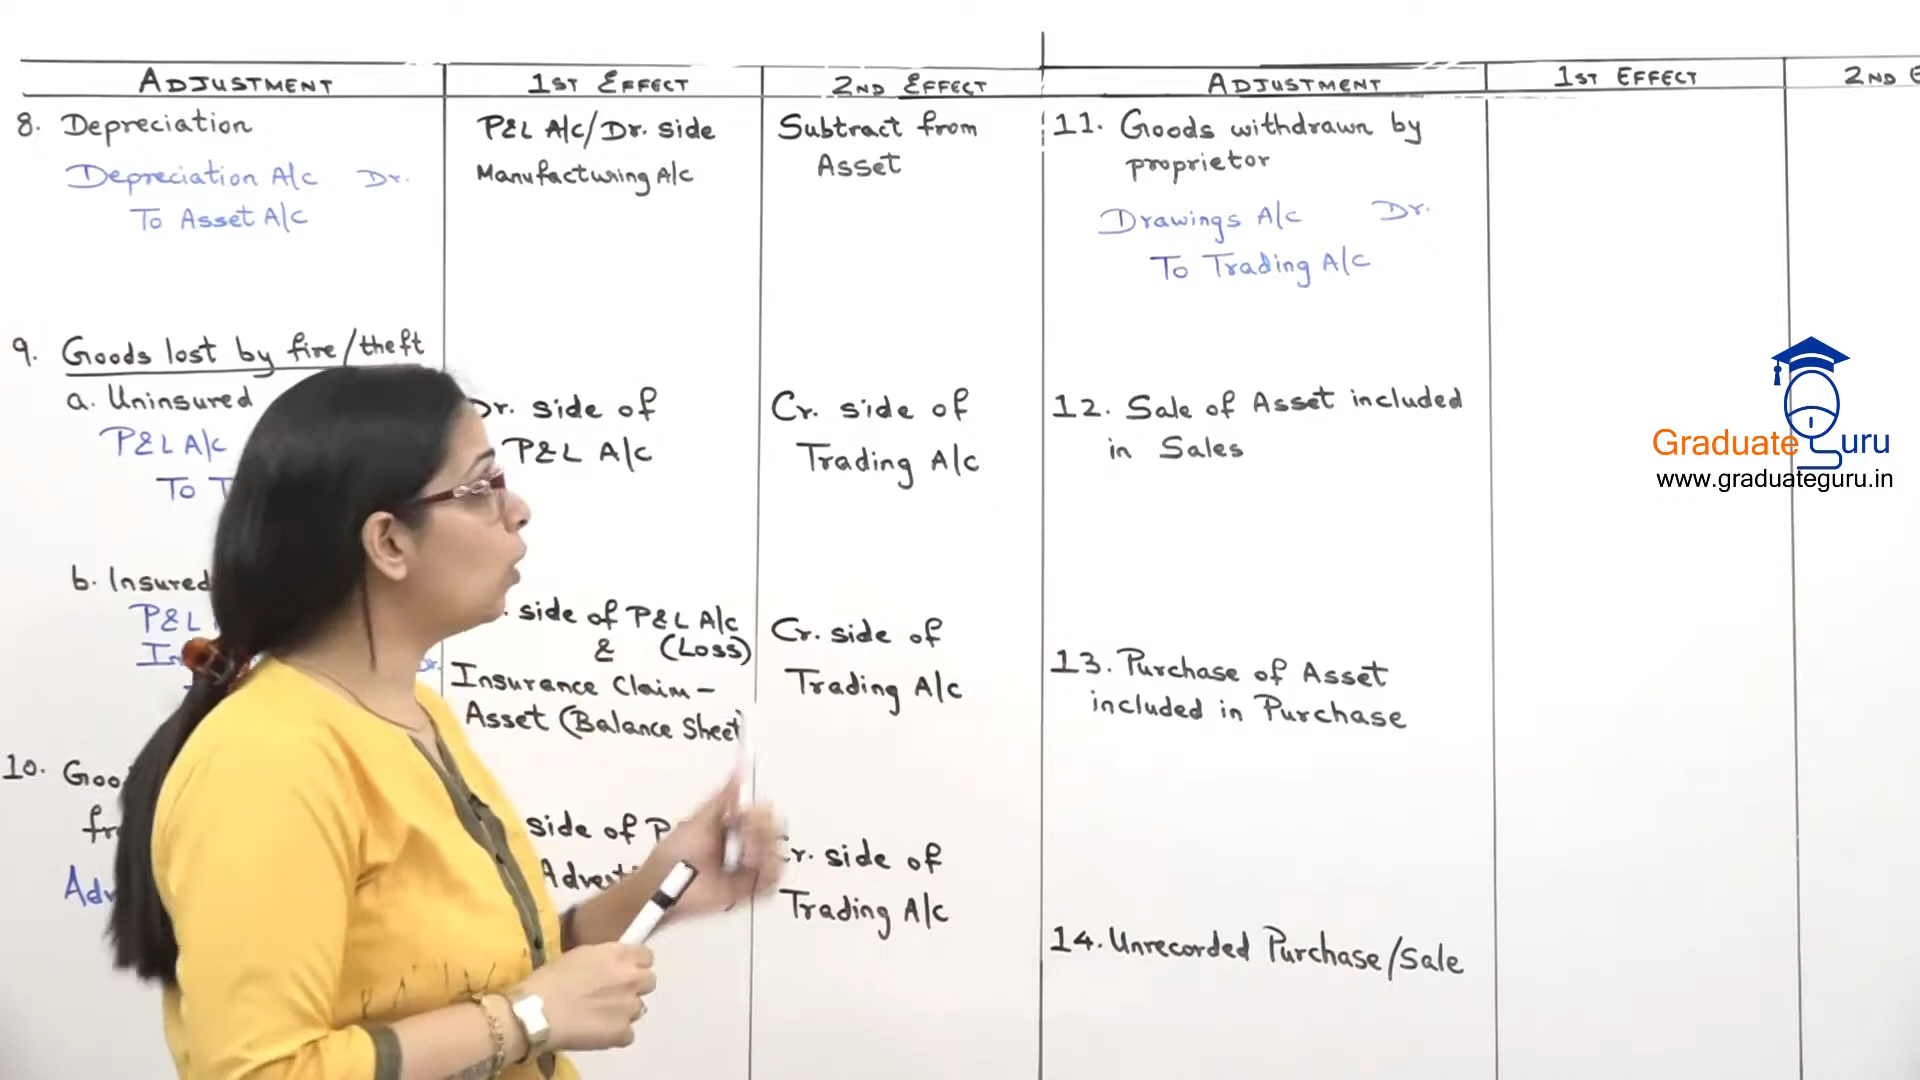 ADJUSTMENT
1ST EFFECT
2ND EFFECT
8. Depreciation
Depreciation A/c Dr.
To Asset A/c
P&L A/c/Dr. side
Manufacturing A/c
Subtract from
Asset
9. Goods lost by fire/theft
a. Uninsured
P&L A/c
To
Dr. side of
P&L A/c
Cr. side of
Trading A/c
b. Insured
P&L
Dr.
side of P&L A/c
& (Loss)
Insurance Claim-
Asset (Balance Sheet)
Cr. side of
Trading A/c
10.
side of
Cr. side of
Trading A/c
ADJUSTMENT
1ST EFFECT
2ND
11. Goods withdrawn by
proprietor
Drawings A/c Dr.
To Trading A/c
12. Sale of Asset included
in Sales
13. Purchase of Asset
included in Purchase
14. Unrecorded Purchase/Sale
Graduate Guru
www.graduateguru.in